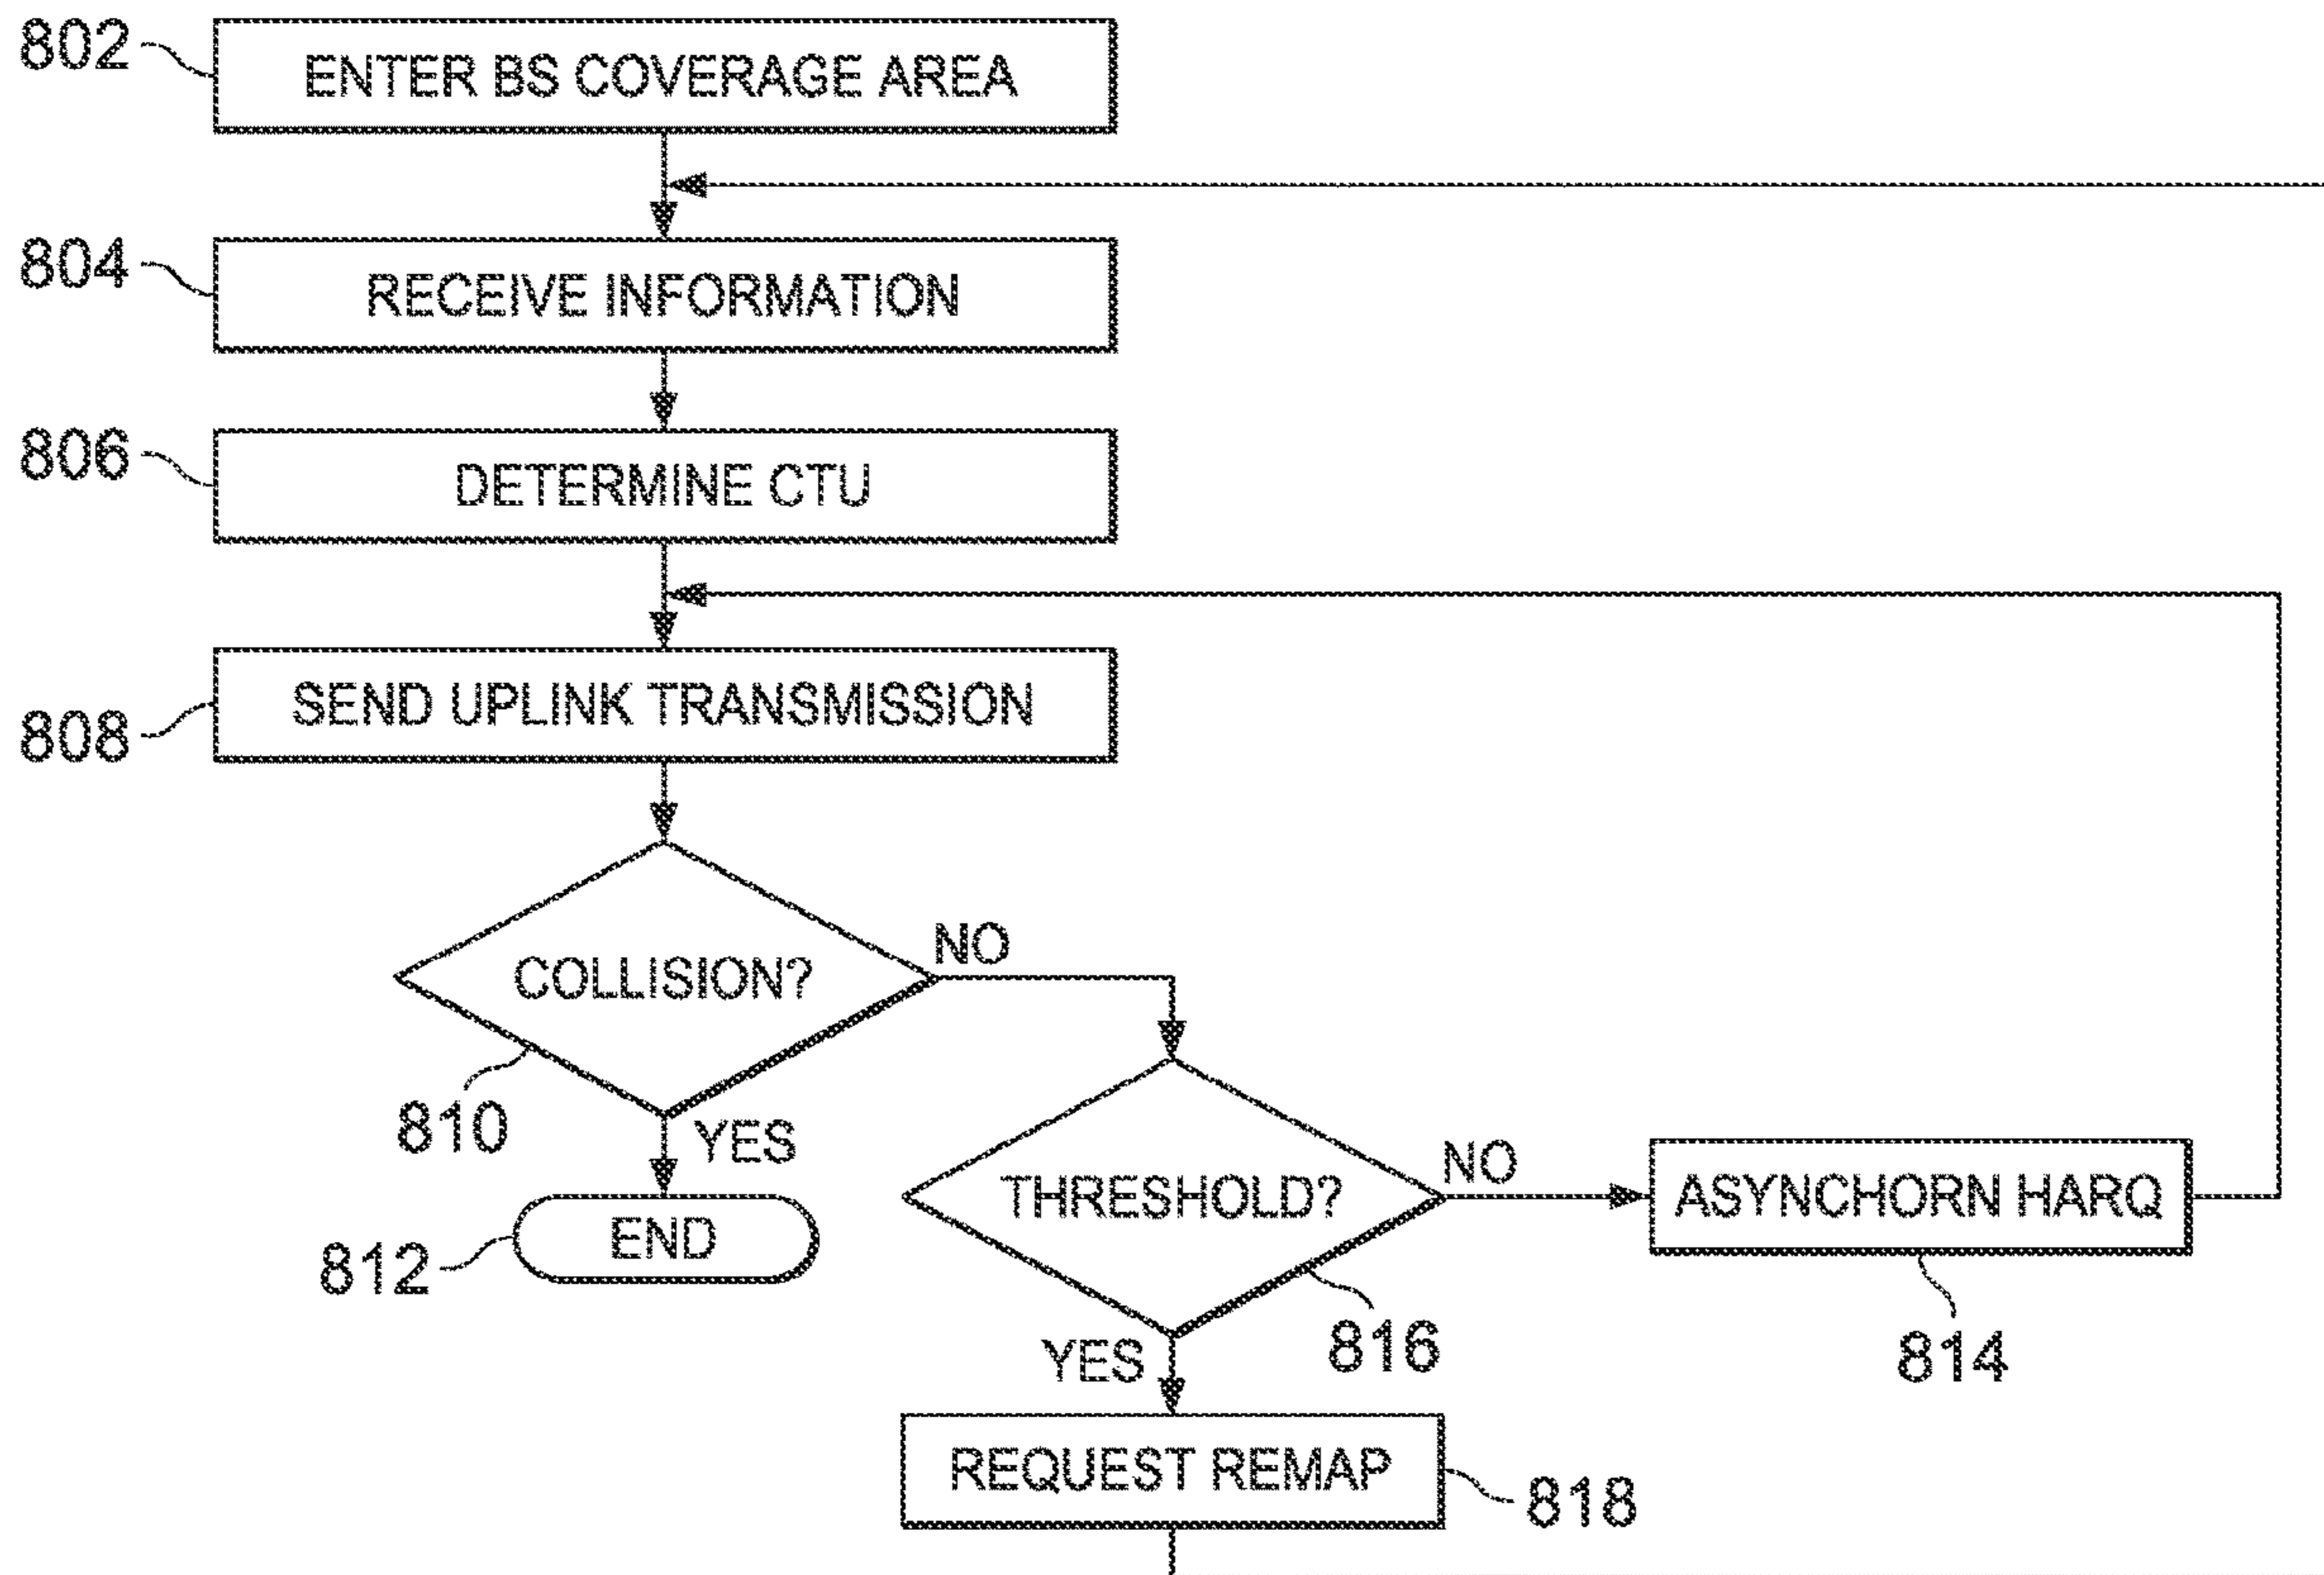 802
ENTER BS COVERAGE AREA
804
RECEIVE INFORMATION
806
DETERMINE CTU
808
SEND UPLINK TRANSMISSION
COLLISION?
NO
810
YES
812
END
THRESHOLD?
NO
ASYNCHORN HARQ
816
814
YES
REQUEST REMAP
818